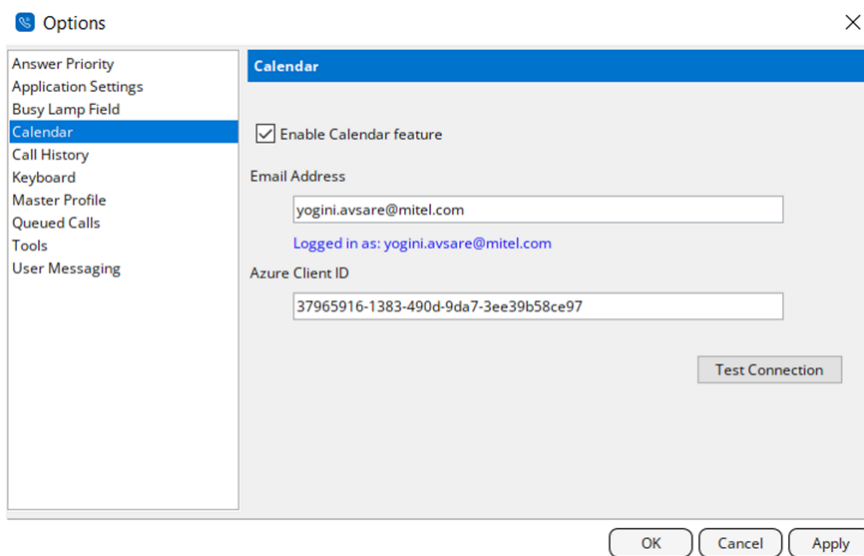 Options
Answer Priority
Application Settings
Busy Lamp Field
Calendar
Call History
Keyboard
Master Profile
Queued Calls
Tools
User Messaging
Calendar
Enable Calendar feature
Email Address
yogini.avsare@mitel.com
Logged in as: yogini.avsare@mitel.com
Azure Client ID
37965916-1383-490d-9da7-3ee39b58ce97
Test Connection
OK Cancel Apply